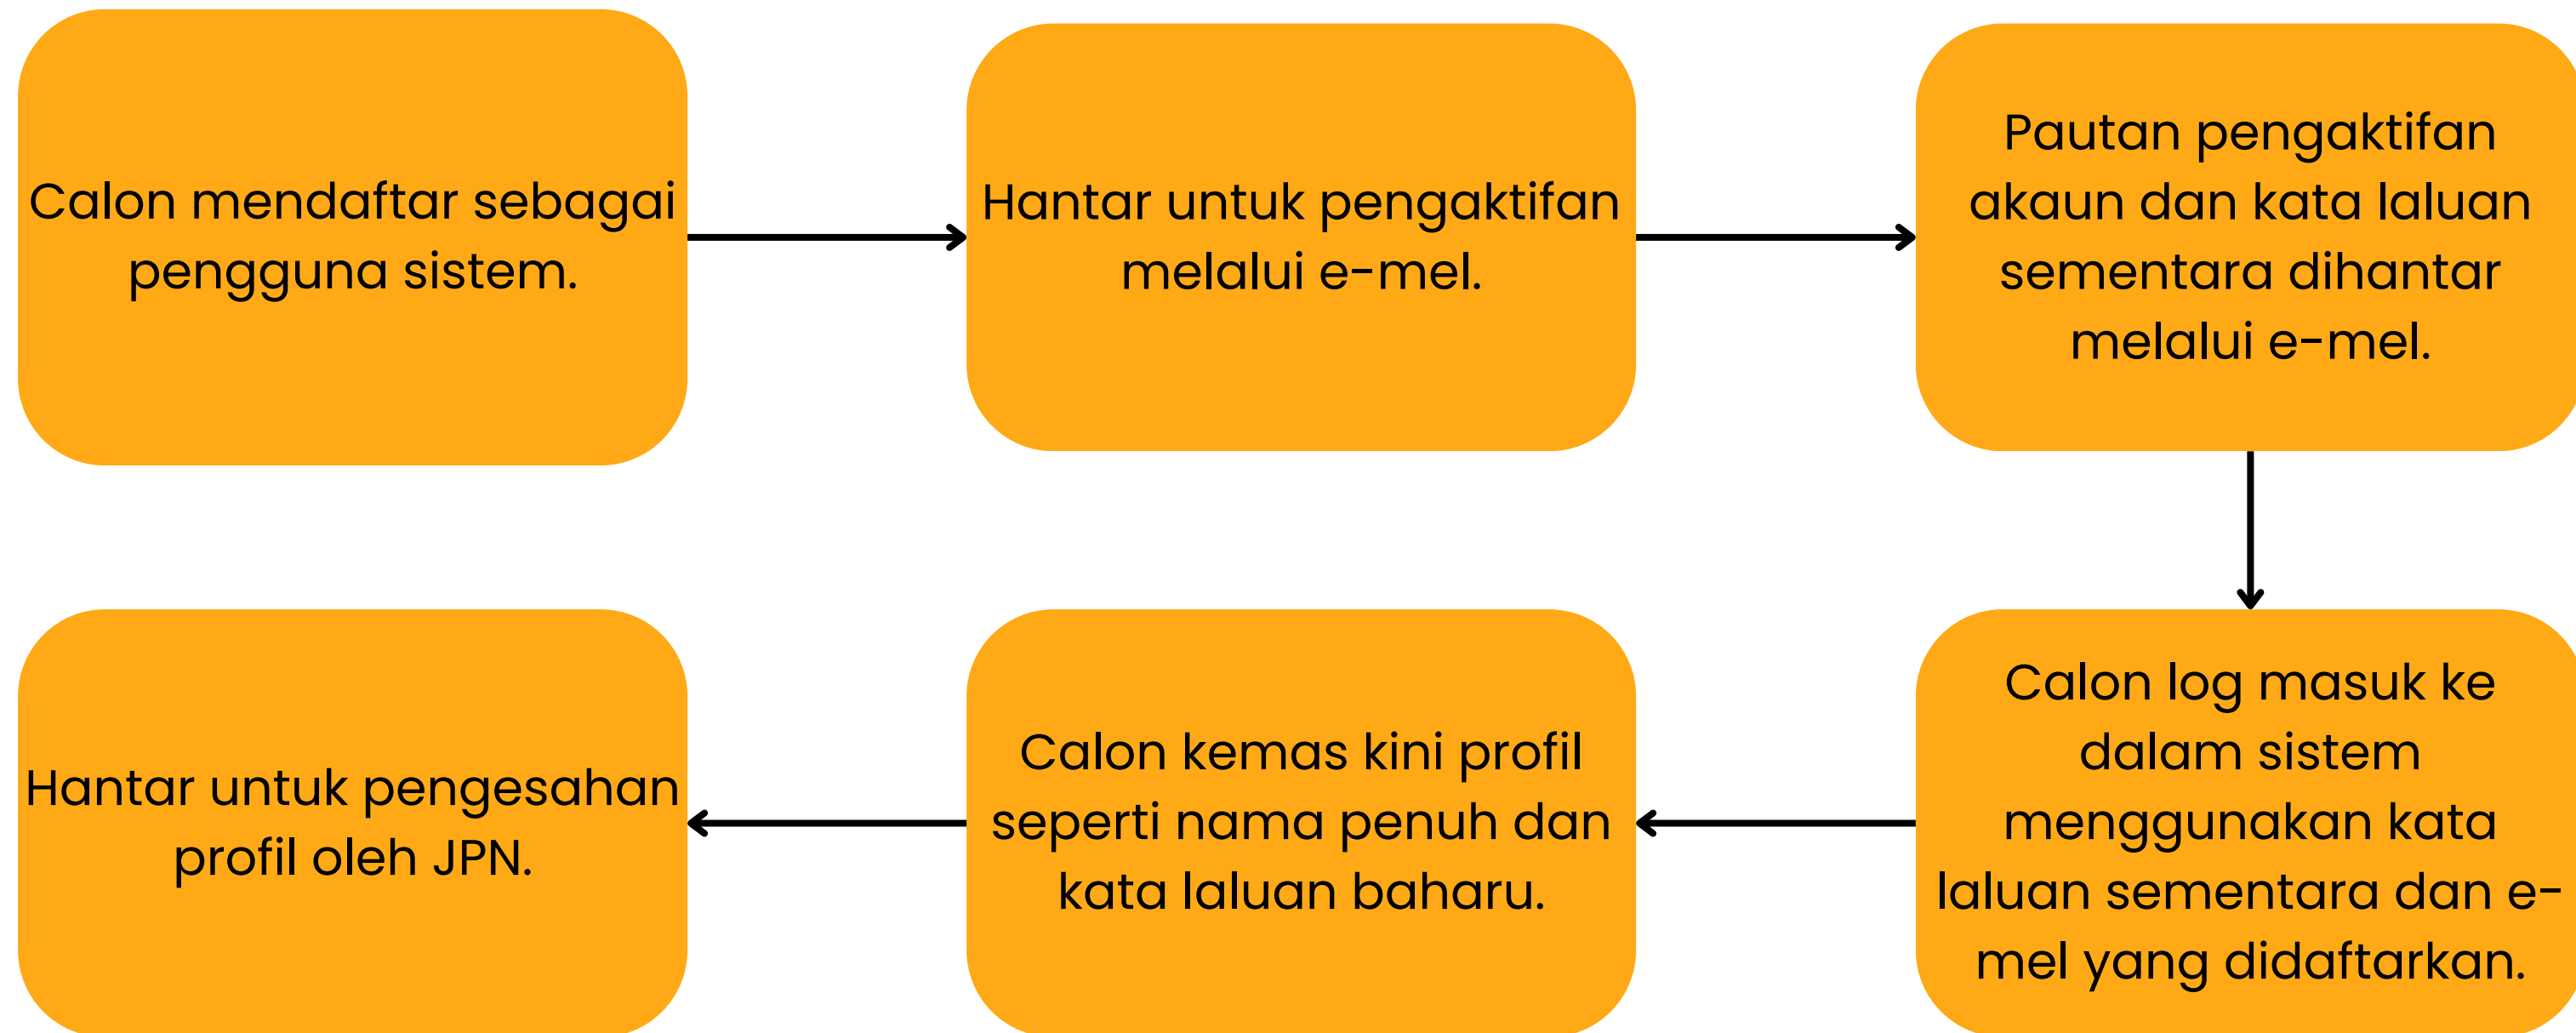 Calon mendaftar sebagai
pengguna sistem.
Hantar untuk pengaktifan
melalui e-mel.
Pautan pengaktifan
akaun dan kata laluan
sementara dihantar
melalui e-mel.
Calon log masuk ke
dalam sistem
menggunakan kata
laluan sementara dan e-
mel yang didaftarkan.
Calon kemas kini profil
seperti nama penuh dan
kata laluan baharu.
Hantar untuk pengesahan
profil oleh JPN.